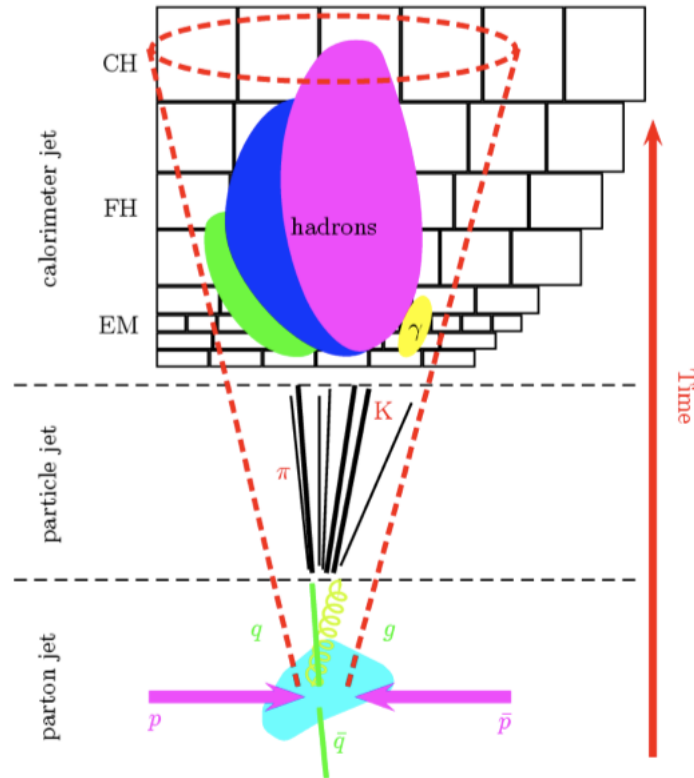 CH
calorimeter jet
FH
hadrons
EM
γ
Time
K
particle jet
π
q
g
parton jet
p
p̄
q̄